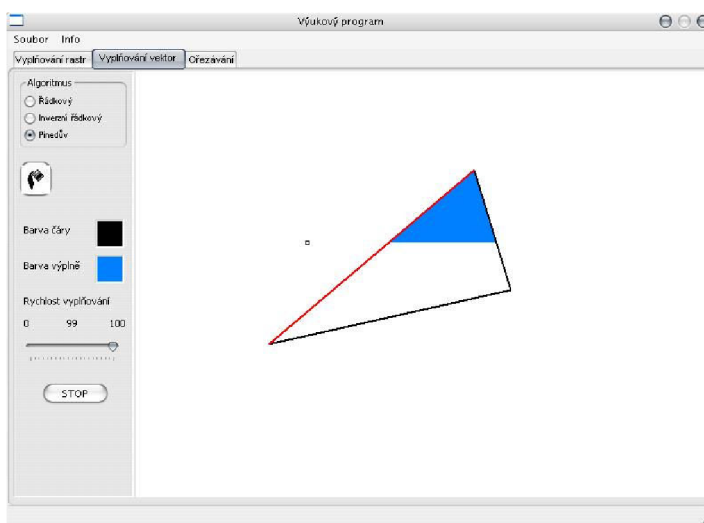 Výukový program
Soubor Info
Vyplňování rastr Vyplňování vektor Ořezávání
Algoritmus
Řádkový
Inverzní řádkový
Pinedův
Barva čáry
Barva výplně
Rychlost vyplňování
0 99 100
STOP